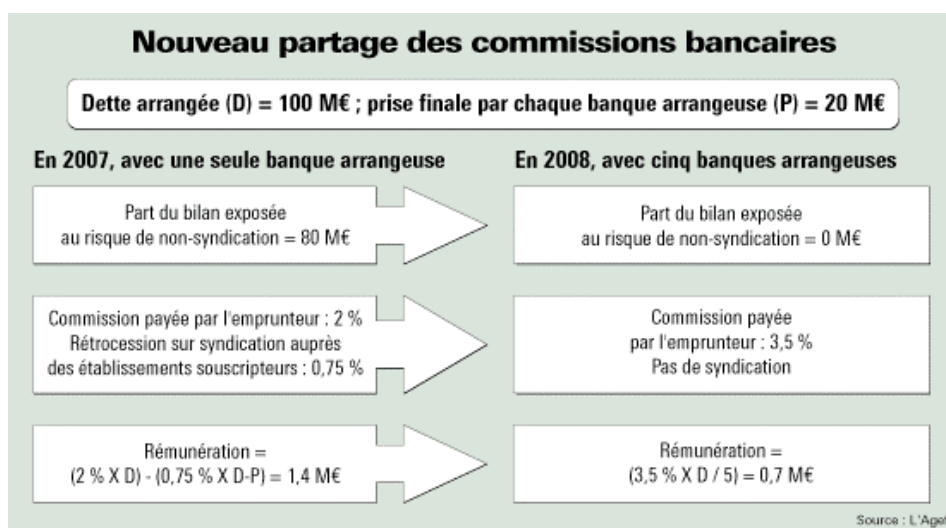 Nouveau partage des commissions bancaires
Dette arrangée (D) = 100 M€ ; prise finale par chaque banque arrangeuse (P) = 20 M€
En 2007, avec une seule banque arrangeuse
En 2008, avec cinq banques arrangeuses
Part du bilan exposée
au risque de non-syndication = 80 M€
Part du bilan exposée
au risque de non-syndication = 0 M€
Commission payée par l'emprunteur : 2 %
Rétrocession sur syndication auprès
des établissements souscripteurs : 0,75 %
Commission payée
par l'emprunteur : 3,5 %
Pas de syndication
Rémunération =
(2 % X D) - (0,75 % X D-P) = 1,4 M€
Rémunération =
(3,5 % X D / 5) = 0,7 M€
Source : L'Agef